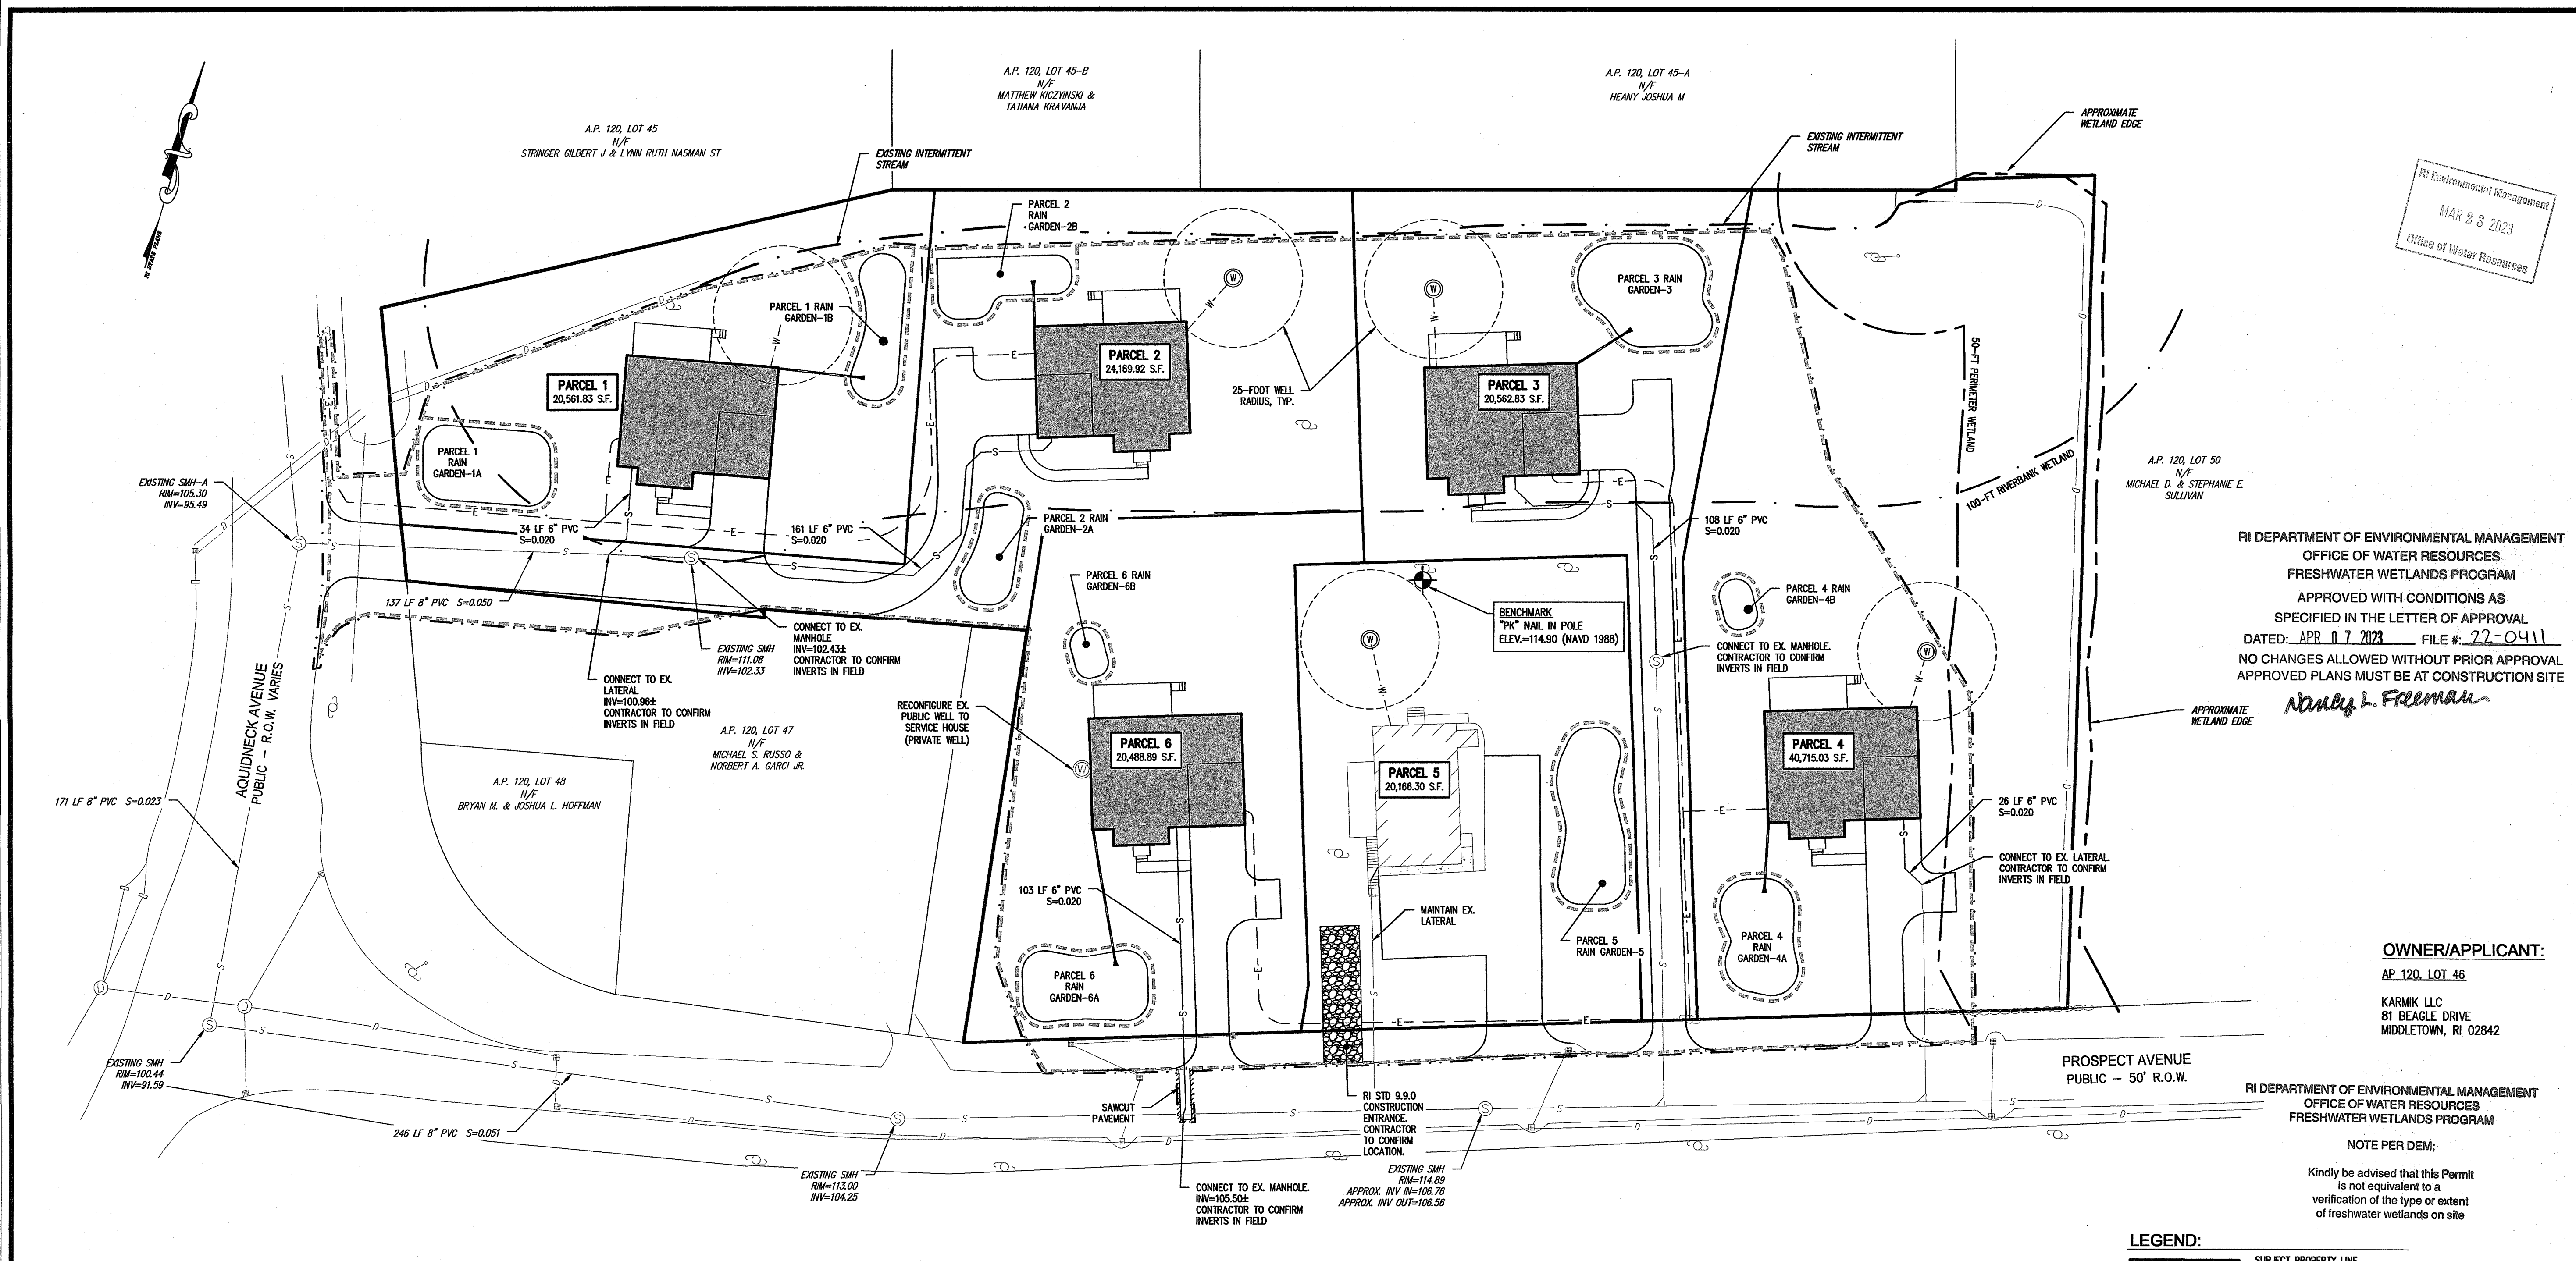 A.P. 120, LOT 45-B
N/F
MATTHEW KICZYINSKI &
TATIANA KRAVANJA
A.P. 120, LOT 45-A
N/F
HEANY JOSHUA M
APPROXIMATE
WETLAND EDGE
A.P. 120, LOT 45
N/F
STRINGER GILBERT J & LYNN RUTH NASMAN ST
EXISTING INTERMITTENT
STREAM
EXISTING INTERMITTENT
STREAM
RI Environmental Management
MAR 23 2023
Office of Water Resources
RI STATE PLANE
PARCEL 2
RAIN
GARDEN-2B
PARCEL 1 RAIN
GARDEN-1B
PARCEL 3 RAIN
GARDEN-3
PARCEL 1
20,561.83 S.F.
PARCEL 2
24,169.92 S.F.
25-FOOT WELL
RADIUS, TYP.
PARCEL 3
20,562.83 S.F.
50-FT PERIMETER WETLAND
100-FT RIVERBANK WETLAND
PARCEL 1
RAIN
GARDEN-1A
A.P. 120, LOT 50
N/F
MICHAEL D. & STEPHANIE E.
SULLIVAN
EXISTING SMH-A
RIM=105.30
INV=95.49
34 LF 6" PVC
S=0.020
161 LF 6" PVC
S=0.020
PARCEL 2 RAIN
GARDEN-2A
108 LF 6" PVC
S=0.020
RI DEPARTMENT OF ENVIRONMENTAL MANAGEMENT
OFFICE OF WATER RESOURCES
FRESHWATER WETLANDS PROGRAM
APPROVED WITH CONDITIONS AS
SPECIFIED IN THE LETTER OF APPROVAL
DATED: APR 07 2023 FILE #: 22-0411
NO CHANGES ALLOWED WITHOUT PRIOR APPROVAL
APPROVED PLANS MUST BE AT CONSTRUCTION SITE
Nancy L. Freeman
137 LF 8" PVC S=0.050
PARCEL 6 RAIN
GARDEN-6B
BENCHMARK
"PK" NAIL IN POLE
ELEV.=114.90 (NAVD 1988)
PARCEL 4 RAIN
GARDEN-4B
CONNECT TO EX.
MANHOLE
INV=102.43±
CONTRACTOR TO CONFIRM
INVERTS IN FIELD
EXISTING SMH
RIM=111.08
INV=102.33
CONNECT TO EX.
LATERAL
INV=100.96±
CONTRACTOR TO CONFIRM
INVERTS IN FIELD
CONNECT TO EX. MANHOLE.
CONTRACTOR TO CONFIRM
INVERTS IN FIELD
AQUIDNECK AVENUE
PUBLIC - R.O.W. VARIES
RECONFIGURE EX.
PUBLIC WELL TO
SERVICE HOUSE
(PRIVATE WELL)
APPROXIMATE
WETLAND EDGE
A.P. 120, LOT 47
N/F
MICHAEL S. RUSSO &
NORBERT A. GARCI JR.
PARCEL 6
20,488.89 S.F.
PARCEL 5
20,166.30 S.F.
PARCEL 4
40,715.03 S.F.
A.P. 120, LOT 48
N/F
BRYAN M. & JOSHUA L. HOFFMAN
171 LF 8" PVC S=0.023
26 LF 6" PVC
S=0.020
CONNECT TO EX. LATERAL.
CONTRACTOR TO CONFIRM
INVERTS IN FIELD
103 LF 6" PVC
S=0.020
MAINTAIN EX.
LATERAL
PARCEL 5
RAIN GARDEN-5
PARCEL 4
RAIN
GARDEN-4A
PARCEL 6
RAIN
GARDEN-6A
OWNER/APPLICANT:
AP 120, LOT 46
KARMIK LLC
81 BEAGLE DRIVE
MIDDLETOWN, RI 02842
EXISTING SMH
RIM=100.44
INV=91.59
PROSPECT AVENUE
PUBLIC - 50' R.O.W.
246 LF 8" PVC S=0.051
SAWCUT
PAVEMENT
RI STD 9.9.0
CONSTRUCTION
ENTRANCE.
CONTRACTOR
TO CONFIRM
LOCATION.
RI DEPARTMENT OF ENVIRONMENTAL MANAGEMENT
OFFICE OF WATER RESOURCES
FRESHWATER WETLANDS PROGRAM
NOTE PER DEM:
Kindly be advised that this Permit
is not equivalent to a
verification of the type or extent
of freshwater wetlands on site
EXISTING SMH
RIM=113.00
INV=104.25
CONNECT TO EX. MANHOLE.
INV=105.50±
CONTRACTOR TO CONFIRM
INVERTS IN FIELD
EXISTING SMH
RIM=114.89
APPROX. INV IN=106.76
APPROX. INV OUT=106.56
LEGEND:
SUBJECT PROPERTY LINE